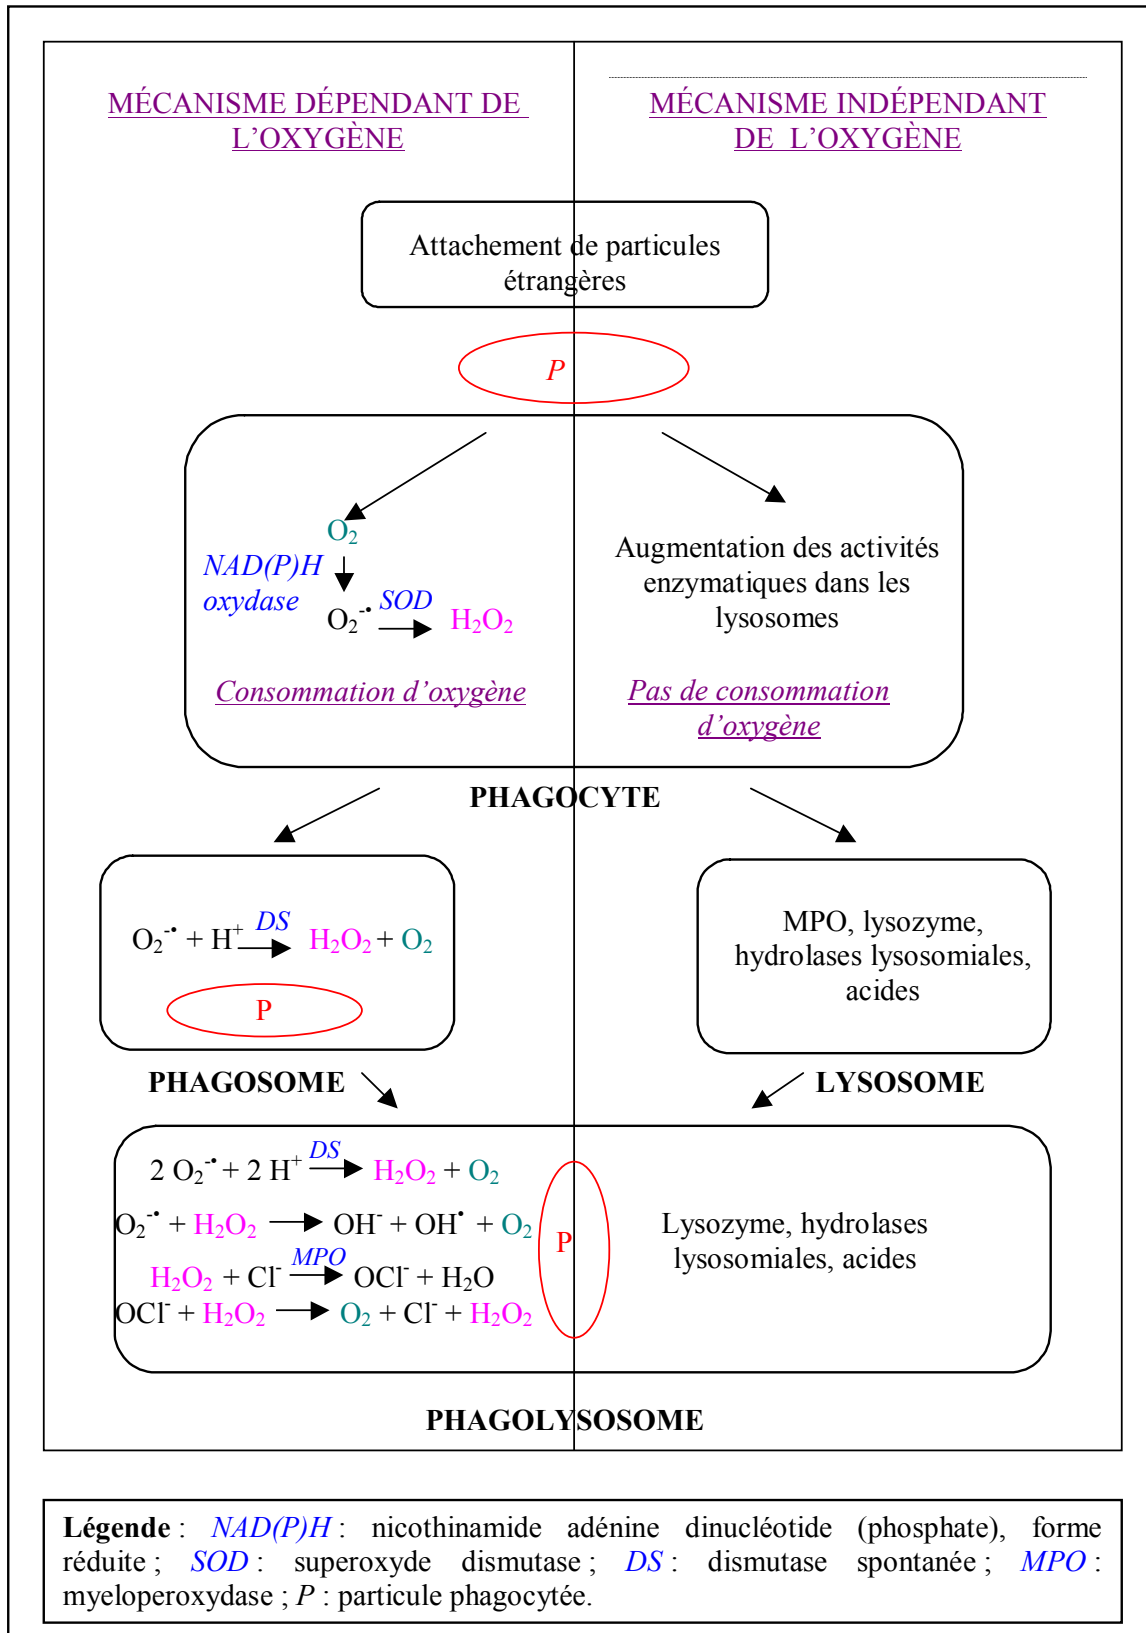 MÉCANISME DÉPENDANT DE
L'OXYGÈNE
MÉCANISME INDÉPENDANT
DE L'OXYGÈNE
Attachement de particules
étrangères
P
O₂
NAD(P)H
oxydase
O₂⁻• SOD H₂O₂
Consommation d'oxygène
Augmentation des activités
enzymatiques dans les
lysosomes
Pas de consommation
d'oxygène
PHAGOCYTE
O₂⁻• + H⁺ DS → H₂O₂ + O₂
P
PHAGOSOME
MPO, lysozyme,
hydrolases lysosomiales,
acides
LYSOSOME
2 O₂⁻• + 2 H⁺ DS → H₂O₂ + O₂
O₂⁻• + H₂O₂ → OH⁻ + OH• + O₂
H₂O₂ + Cl⁻ MPO → OCl⁻ + H₂O
OCl⁻ + H₂O₂ → O₂ + Cl⁻ + H₂O₂
P
Lysozyme, hydrolases
lysosomiales, acides
PHAGOLYSOSOME
Légende : NAD(P)H : nicothinamide adénine dinucléotide (phosphate), forme
réduite ; SOD : superoxyde dismutase ; DS : dismutase spontanée ; MPO :
myeloperoxydase ; P : particule phagocytée.